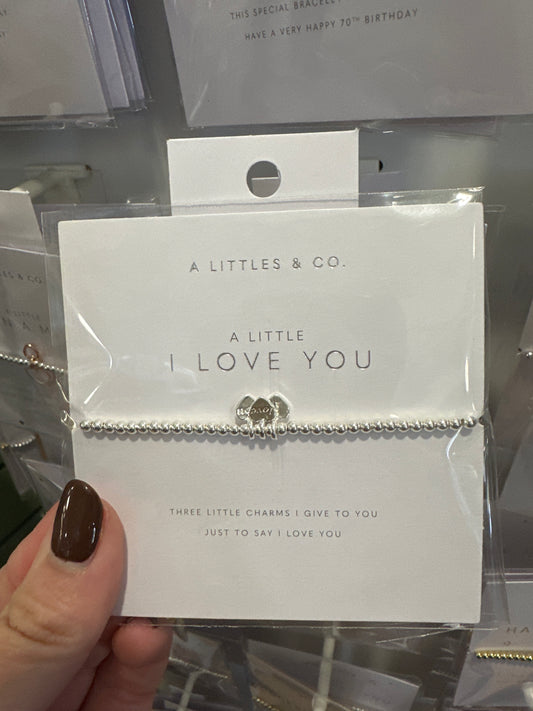 THIS SPECIAL BRACELET
HAVE A VERY HAPPY 70TH BIRTHDAY
A LITTLES & CO.
A LITTLE
I LOVE YOU
THREE LITTLE CHARMS I GIVE TO YOU
JUST TO SAY I LOVE YOU